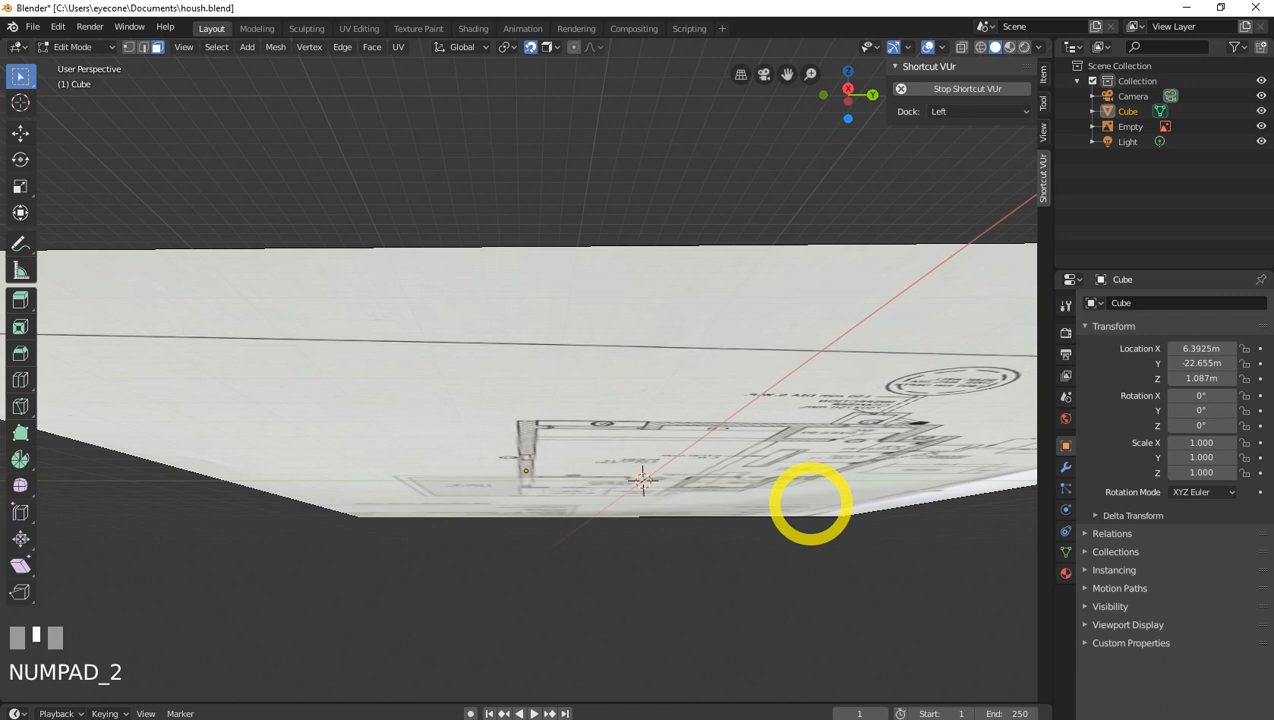 Blender* [C:\Users\eyecone\Documents\housh.blend]
File Edit Render Window Help Layout Modeling Sculpting UV Editing Texture Paint Shading Animation Rendering Compositing Scripting + Scene View Layer
Edit Mode View Select Add Mesh Vertex Edge Face UV Global
User Perspective
(1) Cube
X
Y
Z
Shortcut VUr
Stop Shortcut VUr
Dock: Left
Item
Tool
View
Shortcut VUr
Scene Collection
Collection
Camera
Cube
Empty
Light
Cube
Cube
Transform
Location X 6.3925m
Y -22.655m
Z 1.087m
Rotation X 0°
Y 0°
Z 0°
Scale X 1.000
Y 1.000
Z 1.000
Rotation Mode XYZ Euler
Delta Transform
Relations
Collections
Instancing
Motion Paths
Visibility
Viewport Display
Custom Properties
NUMPAD_2
Playback Keying View Marker 1 Start: 1 End: 250